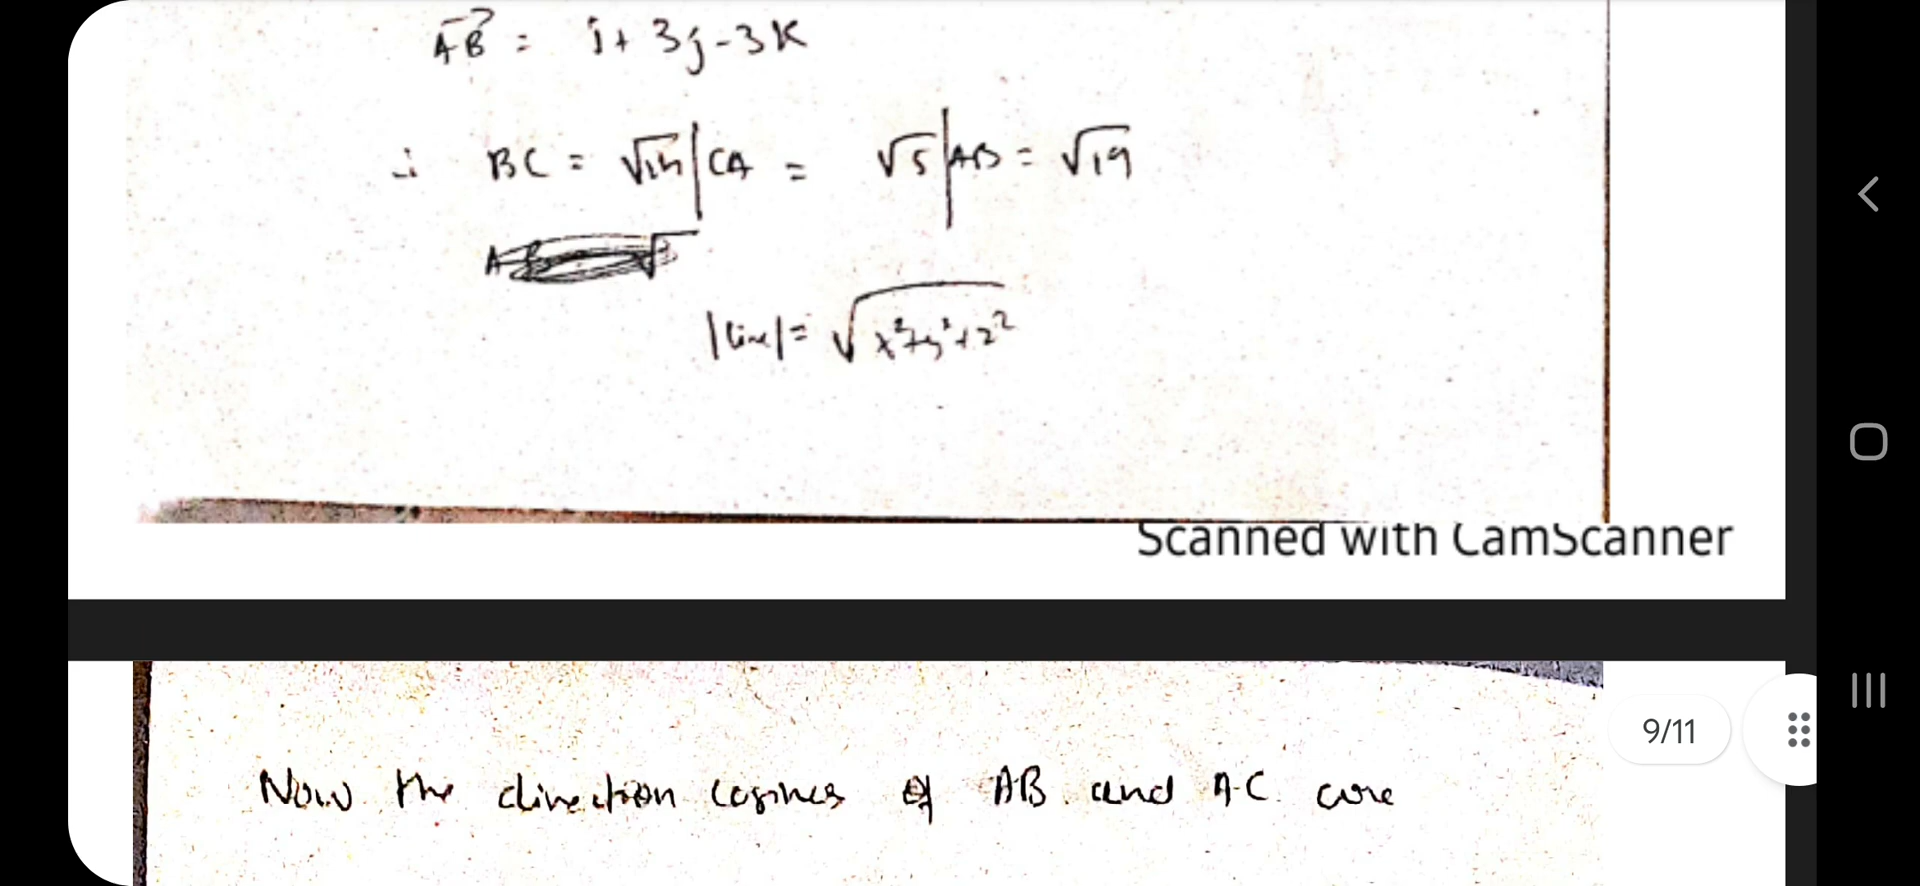 AB = i + 3j - 3k
∴ BC = √14 | CA = √5 | AB = √19
|line| = √x²+y²+z²
Scanned with CamScanner
9/11
Now the direction cosines of AB and AC are